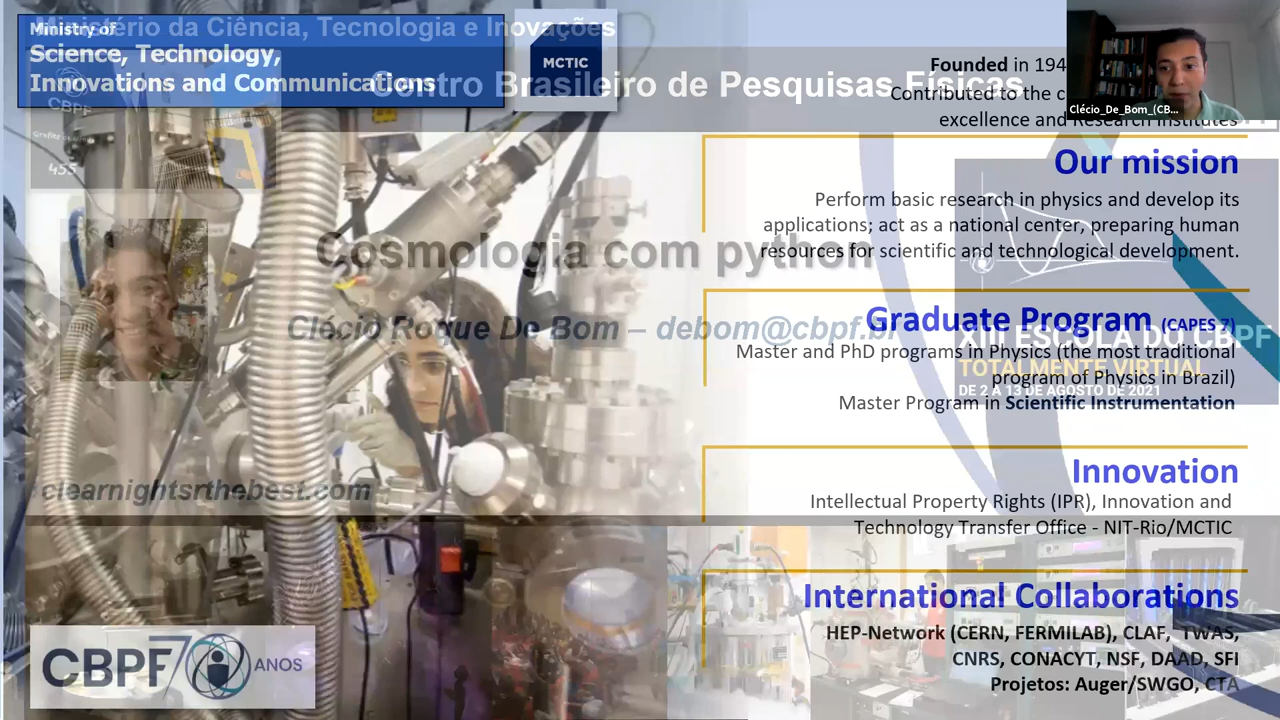 Ministério da Ciência, Tecnologia e Inovações
Ministry of
Science, Technology,
Innovations and Communications
MCTIC
Centro Brasileiro de Pesquisas Físicas
Founded in 194
Contributed to the c
excellence and Research institutes
Clécio_De_Bom_(CB...
CBPF
455
Our mission
Perform basic research in physics and develop its
applications; act as a national center, preparing human
resources for scientific and technological development.
Cosmologia com python
Clécio Roque De Bom – debom@cbpf.br
Graduate Program (CAPES 7)
XIII ESCOLA DO CBPF
Master and PhD programs in Physics (the most traditional
program of Physics in Brazil)
TOTALMENTE VIRTUAL
DE 2 A 13 DE AGOSTO DE 2021
Master Program in Scientific Instrumentation
clearnightsrthebest.com
Innovation
Intellectual Property Rights (IPR), Innovation and
Technology Transfer Office - NIT-Rio/MCTIC
International Collaborations
HEP-Network (CERN, FERMILAB), CLAF, TWAS,
CNRS, CONACYT, NSF, DAAD, SFI
Projetos: Auger/SWGO, CTA
CBPF 70 ANOS